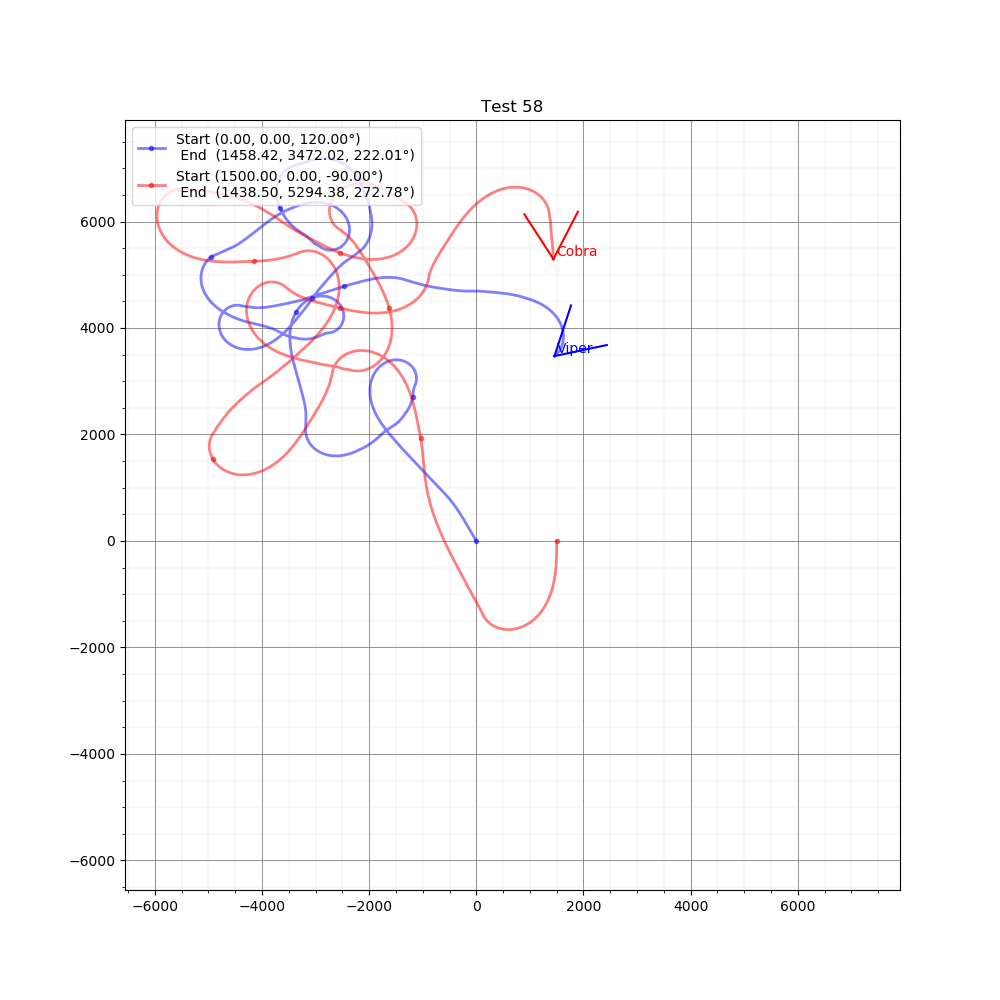 Test 58
Start (0.00, 0.00, 120.00°)
End  (1458.42, 3472.02, 222.01°)
Start (1500.00, 0.00, -90.00°)
End  (1438.50, 5294.38, 272.78°)
6000
4000
2000
0
−2000
−4000
−6000
Cobra
Viper
−6000 −4000 −2000 0 2000 4000 6000